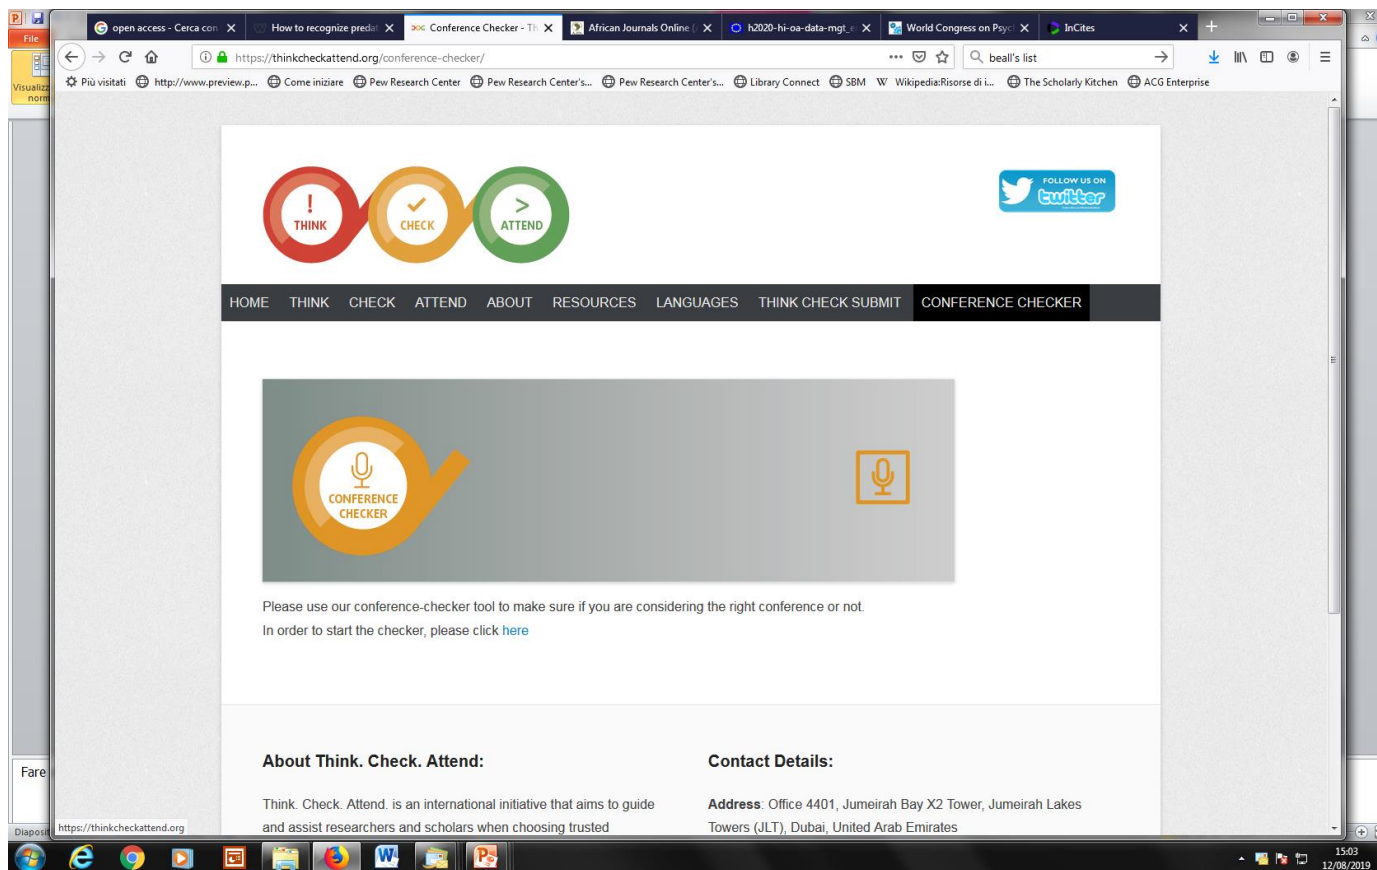 File
open access - Cerca con
How to recognize predat
Conference Checker - Th
African Journals Online (
h2020-hi-oa-data-mgt_e
World Congress on Psyc
InCites
https://thinkcheckattend.org/conference-checker/
beall's list
Visualizz
norm
Più visitati
http://www.preview.p...
Come iniziare
Pew Research Center
Pew Research Center's...
Pew Research Center's...
Library Connect
SBM
Wikipedia:Risorse di i...
The Scholarly Kitchen
ACG Enterprise
! THINK
CHECK
> ATTEND
FOLLOW US ON
twitter
HOME THINK CHECK ATTEND ABOUT RESOURCES LANGUAGES THINK CHECK SUBMIT CONFERENCE CHECKER
CONFERENCE
CHECKER
Please use our conference-checker tool to make sure if you are considering the right conference or not.
In order to start the checker, please click here
About Think. Check. Attend:
Think. Check. Attend. is an international initiative that aims to guide
and assist researchers and scholars when choosing trusted
Contact Details:
Address: Office 4401, Jumeirah Bay X2 Tower, Jumeirah Lakes
Towers (JLT), Dubai, United Arab Emirates
Fare
Diaposit
https://thinkcheckattend.org
15:03
12/08/2019